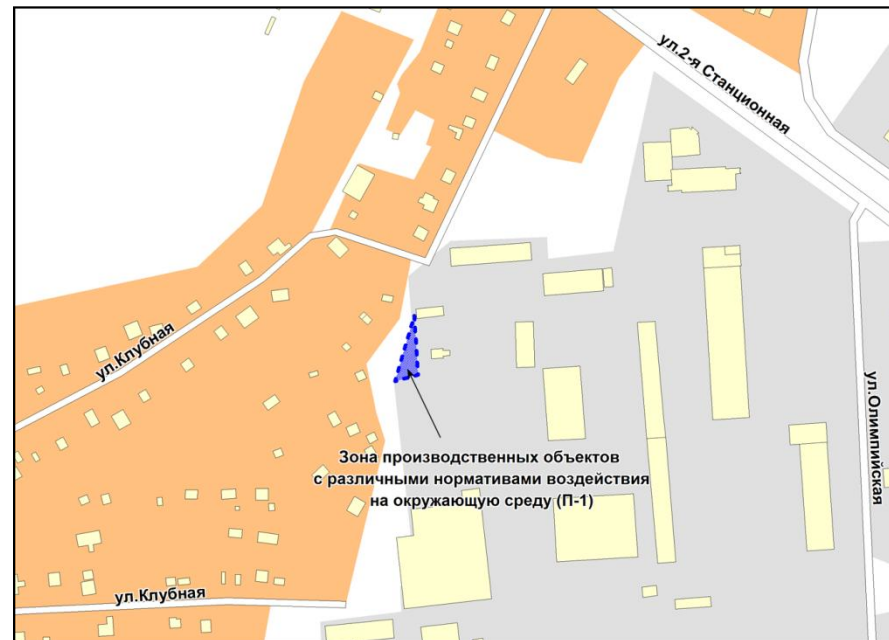 ул.2-я Станционная
ул.Клубная
ул.Олимпийская
Зона производственных объектов
с различными нормативами воздействия
на окружающую среду (П-1)
ул.Клубная